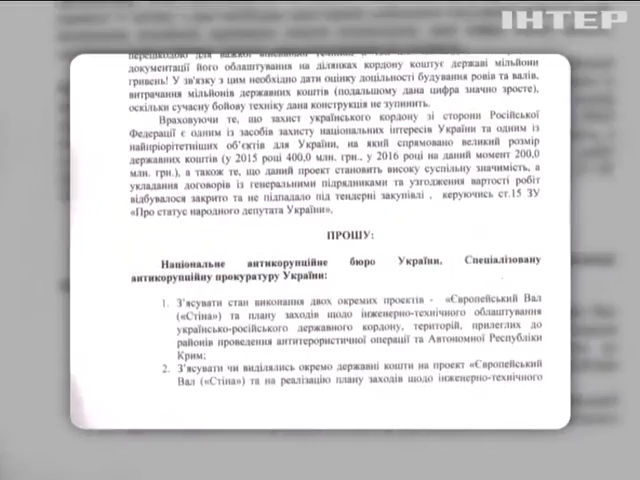 ІНТЕР
перешкодою для важкої
документації його облаштування на ділянках кордону коштує державі мільйони
гривень! У зв'язку з цим необхідно дати оцінку доцільності будування ровів та валів,
витрачання мільйонів державних коштів (подальшому дана цифра значно зросте),
оскільки сучасну бойову техніку дана конструкція не зупинить.
Враховуючи те, що захист українського кордону зі сторони Російської
Федерації є одним із засобів захисту національних інтересів України та одним із
найпріорітетніших об'єктів для України, на який спрямовано великий розмір
державних коштів (у 2015 році 400,0 млн. грн., у 2016 році на даний момент 200,0
млн. грн.), а також те, що даний проект становить високу суспільну значимість, а
укладання договорів із генеральними підрядниками та узгодження вартості робіт
відбувалося закрито та не підпадало під тендерні закупівлі , керуючись ст.15 ЗУ
«Про статус народного депутата України»,
ПРОШУ:
Національне антикорупційне бюро України, Спеціалізовану
антикорупційну прокуратуру України:
1. З'ясувати стан виконання двох окремих проектів - «Європейський Вал
(«Стіна») та плану заходів щодо інженерно-технічного облаштування
українсько-російського державного кордону, територій, прилеглих до
районів проведення антитерористичної операції та Автономної Республіки
Крим;
2. З'ясувати чи виділялись окремо державні кошти на проект «Європейський
Вал («Стіна») та на реалізацію плану заходів щодо інженерно-технічного